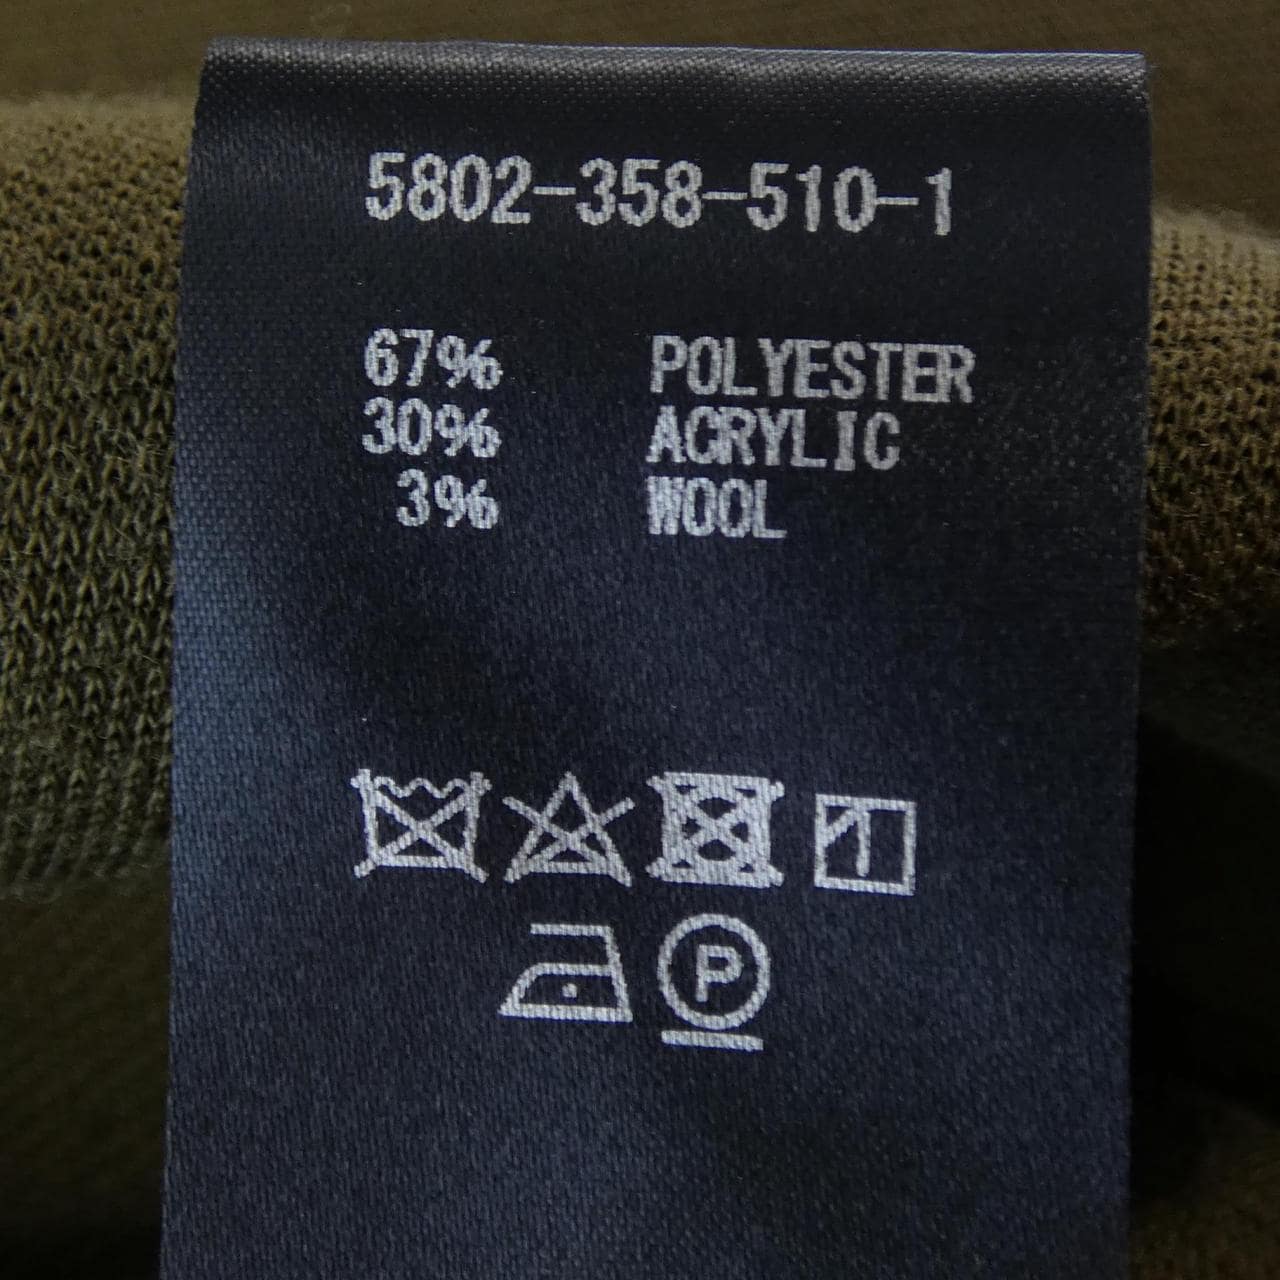 5802-358-510-1
67% POLYESTER
30% ACRYLIC
3% WOOL
P